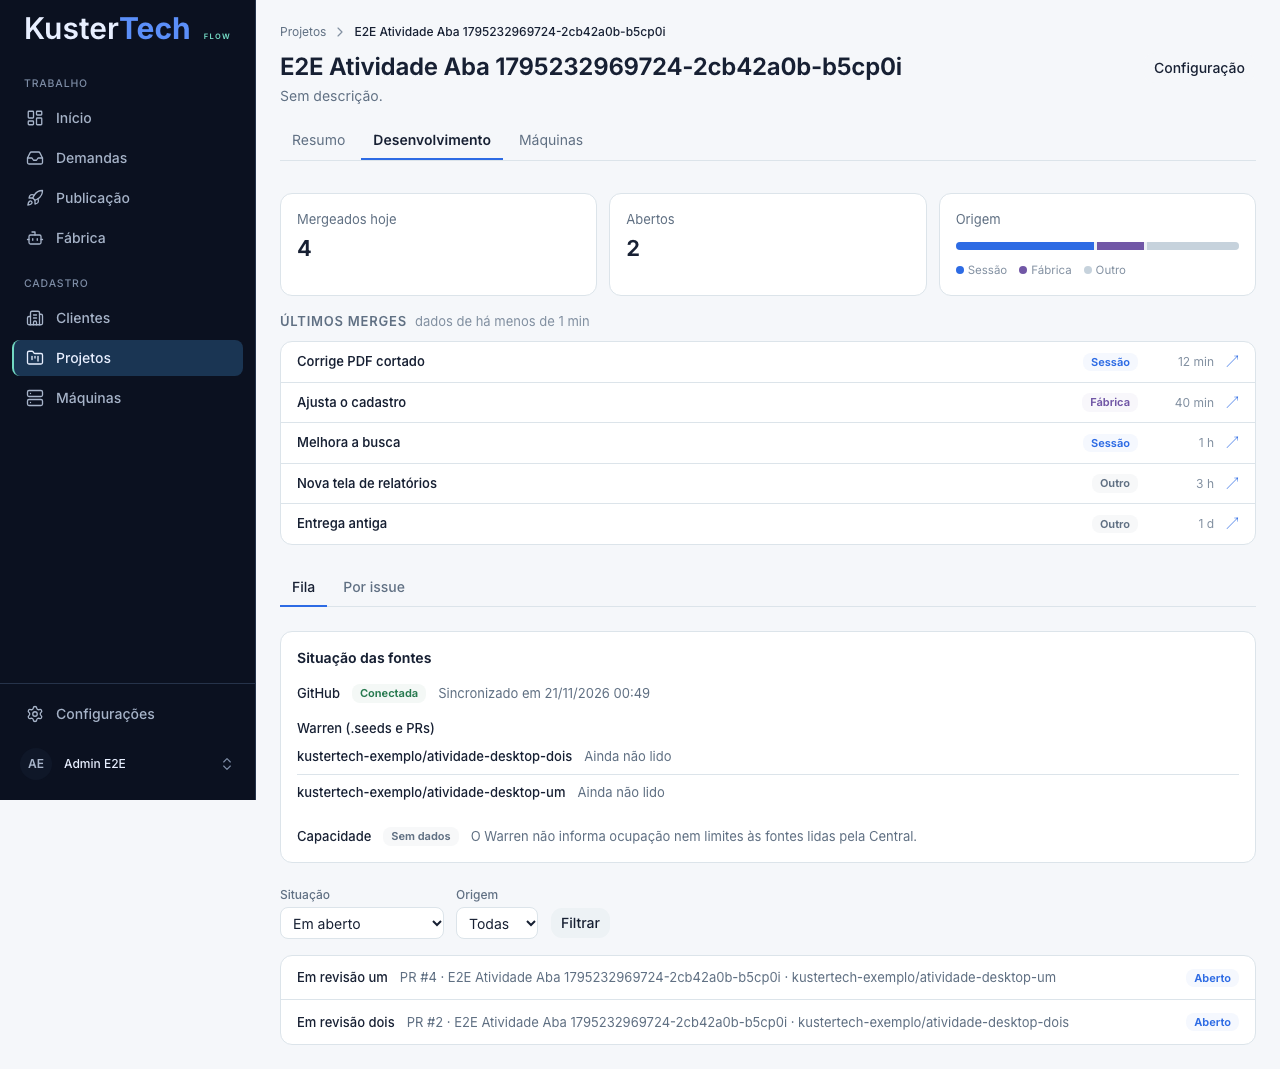 KusterTech FLOW
TRABALHO
Início
Demandas
Publicação
Fábrica
CADASTRO
Clientes
Projetos
Máquinas
Configurações
AE Admin E2E
Projetos > E2E Atividade Aba 1795232969724-2cb42a0b-b5cp0i
E2E Atividade Aba 1795232969724-2cb42a0b-b5cp0i
Configuração
Sem descrição.
Resumo Desenvolvimento Máquinas
Mergeados hoje
4
Abertos
2
Origem
Sessão Fábrica Outro
ÚLTIMOS MERGES dados de há menos de 1 min
Corrige PDF cortado Sessão 12 min
Ajusta o cadastro Fábrica 40 min
Melhora a busca Sessão 1 h
Nova tela de relatórios Outro 3 h
Entrega antiga Outro 1 d
Fila Por issue
Situação das fontes
GitHub Conectada Sincronizado em 21/11/2026 00:49
Warren (.seeds e PRs)
kustertech-exemplo/atividade-desktop-dois Ainda não lido
kustertech-exemplo/atividade-desktop-um Ainda não lido
Capacidade Sem dados O Warren não informa ocupação nem limites às fontes lidas pela Central.
Situação Origem
Em aberto Todas Filtrar
Em revisão um PR #4 · E2E Atividade Aba 1795232969724-2cb42a0b-b5cp0i · kustertech-exemplo/atividade-desktop-um Aberto
Em revisão dois PR #2 · E2E Atividade Aba 1795232969724-2cb42a0b-b5cp0i · kustertech-exemplo/atividade-desktop-dois Aberto